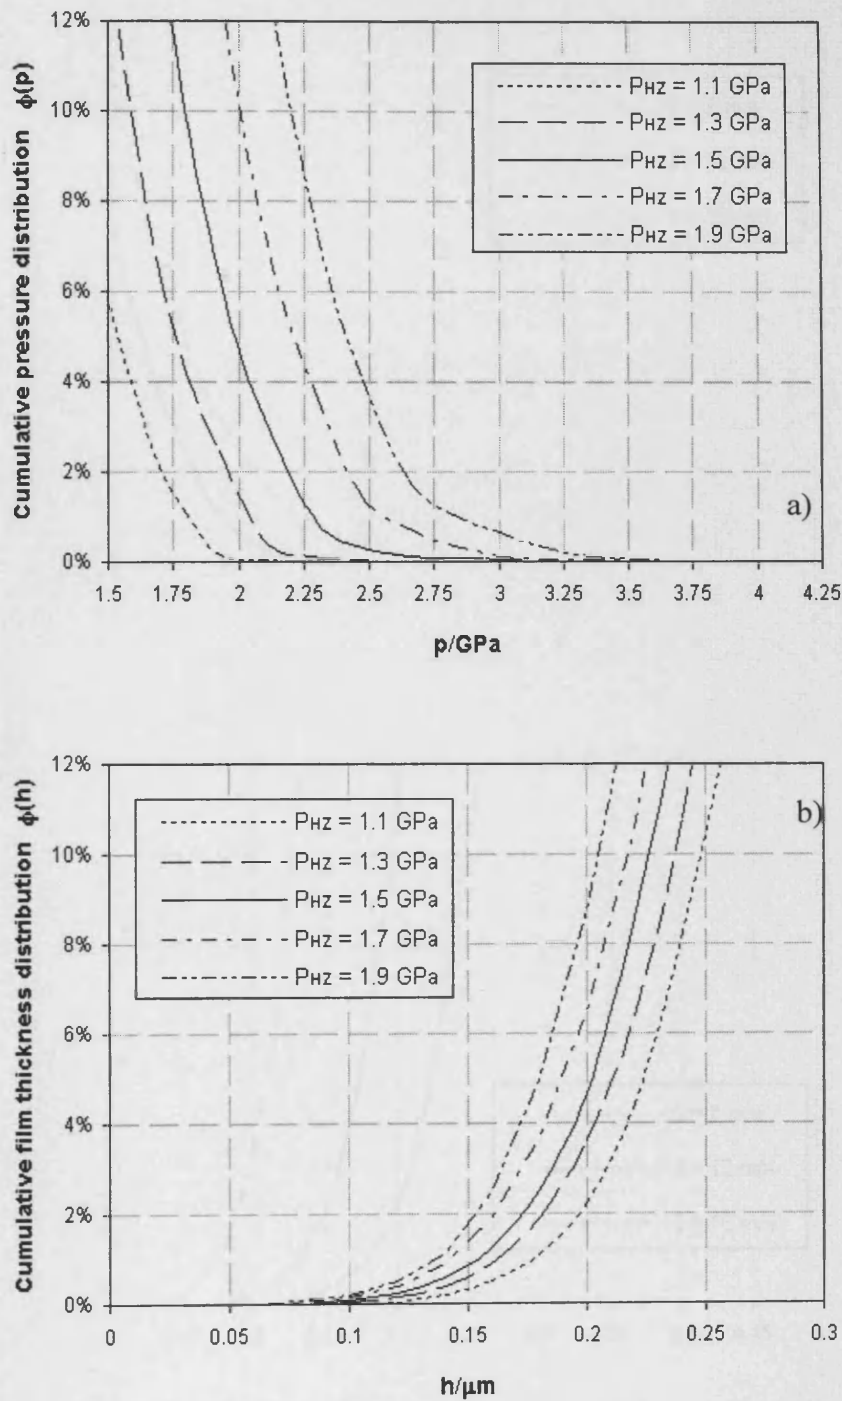 12%
10%
8%
6%
4%
2%
0%
Cumulative pressure distribution ϕ(p)
PHZ = 1.1 GPa
PHZ = 1.3 GPa
PHZ = 1.5 GPa
PHZ = 1.7 GPa
PHZ = 1.9 GPa
a)
1.5 1.75 2 2.25 2.5 2.75 3 3.25 3.5 3.75 4 4.25
p/GPa
12%
10%
8%
6%
4%
2%
0%
Cumulative film thickness distribution ϕ(h)
PHZ = 1.1 GPa
PHZ = 1.3 GPa
PHZ = 1.5 GPa
PHZ = 1.7 GPa
PHZ = 1.9 GPa
b)
0 0.05 0.1 0.15 0.2 0.25 0.3
h/μm